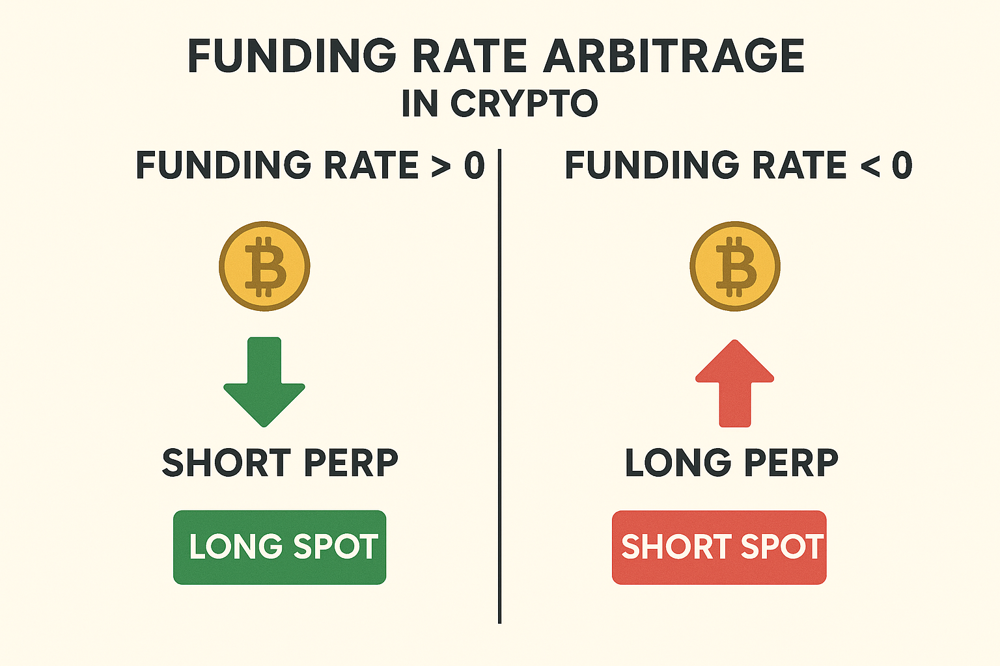 FUNDING RATE ARBITRAGE
IN CRYPTO
FUNDING RATE > 0
SHORT PERP
LONG SPOT
FUNDING RATE < 0
LONG PERP
SHORT SPOT